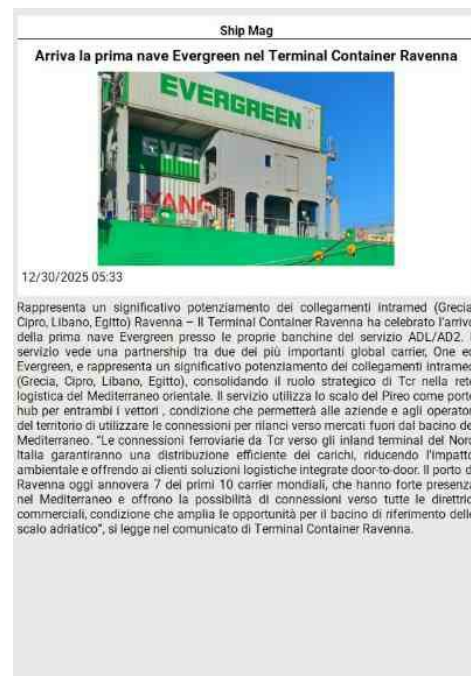 Ship Mag
Arriva la prima nave Evergreen nel Terminal Container Ravenna
EVERGREEN
EVE
YANG
12/30/2025 05:33
Rappresenta un significativo potenziamento dei collegamenti intramed (Grecia
Cipro, Libano, Egitto) Ravenna – Il Terminal Container Ravenna ha celebrato l'arriv
della prima nave Evergreen presso le proprie banchine del servizio ADL/AD2.
servizio vede una partnership tra due dei più importanti global carrier, One e
Evergreen, e rappresenta un significativo potenziamento dei collegamenti intramed
(Grecia, Cipro, Libano, Egitto), consolidando il ruolo strategico di Tcr nella rete
logistica del Mediterraneo orientale. Il servizio utilizza lo scalo del Pireo come porto
hub per entrambi i vettori , condizione che permetterà alle aziende e agli operator
del territorio di utilizzare le connessioni per rilanci verso mercati fuori dal bacino de
Mediterraneo. “Le connessioni ferroviarie da Tcr verso gli inland terminal del Nord
Italia garantiranno una distribuzione efficiente dei carichi, riducendo l'impatto
ambientale e offrendo ai clienti soluzioni logistiche integrate door-to-door. Il porto d
Ravenna oggi annovera 7 dei primi 10 carrier mondiali, che hanno forte presenza
nel Mediterraneo e offrono la possibilità di connessioni verso tutte le direttric
commerciali, condizione che amplia le opportunità per il bacino di riferimento dello
scalo adriatico”, si legge nel comunicato di Terminal Container Ravenna.